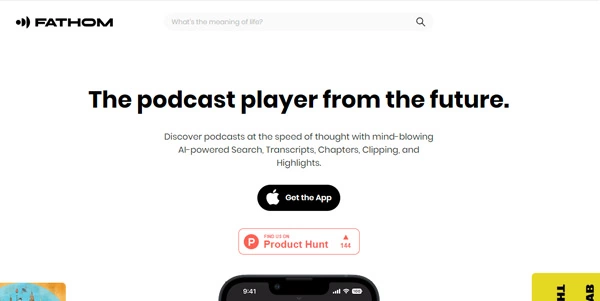 FATHOM
What's the meaning of life?
The podcast player from the future.
Discover podcasts at the speed of thought with mind-blowing
AI-powered Search, Transcripts, Chapters, Clipping, and
Highlights.
Get the App
FIND US ON
Product Hunt
144
9:41
100